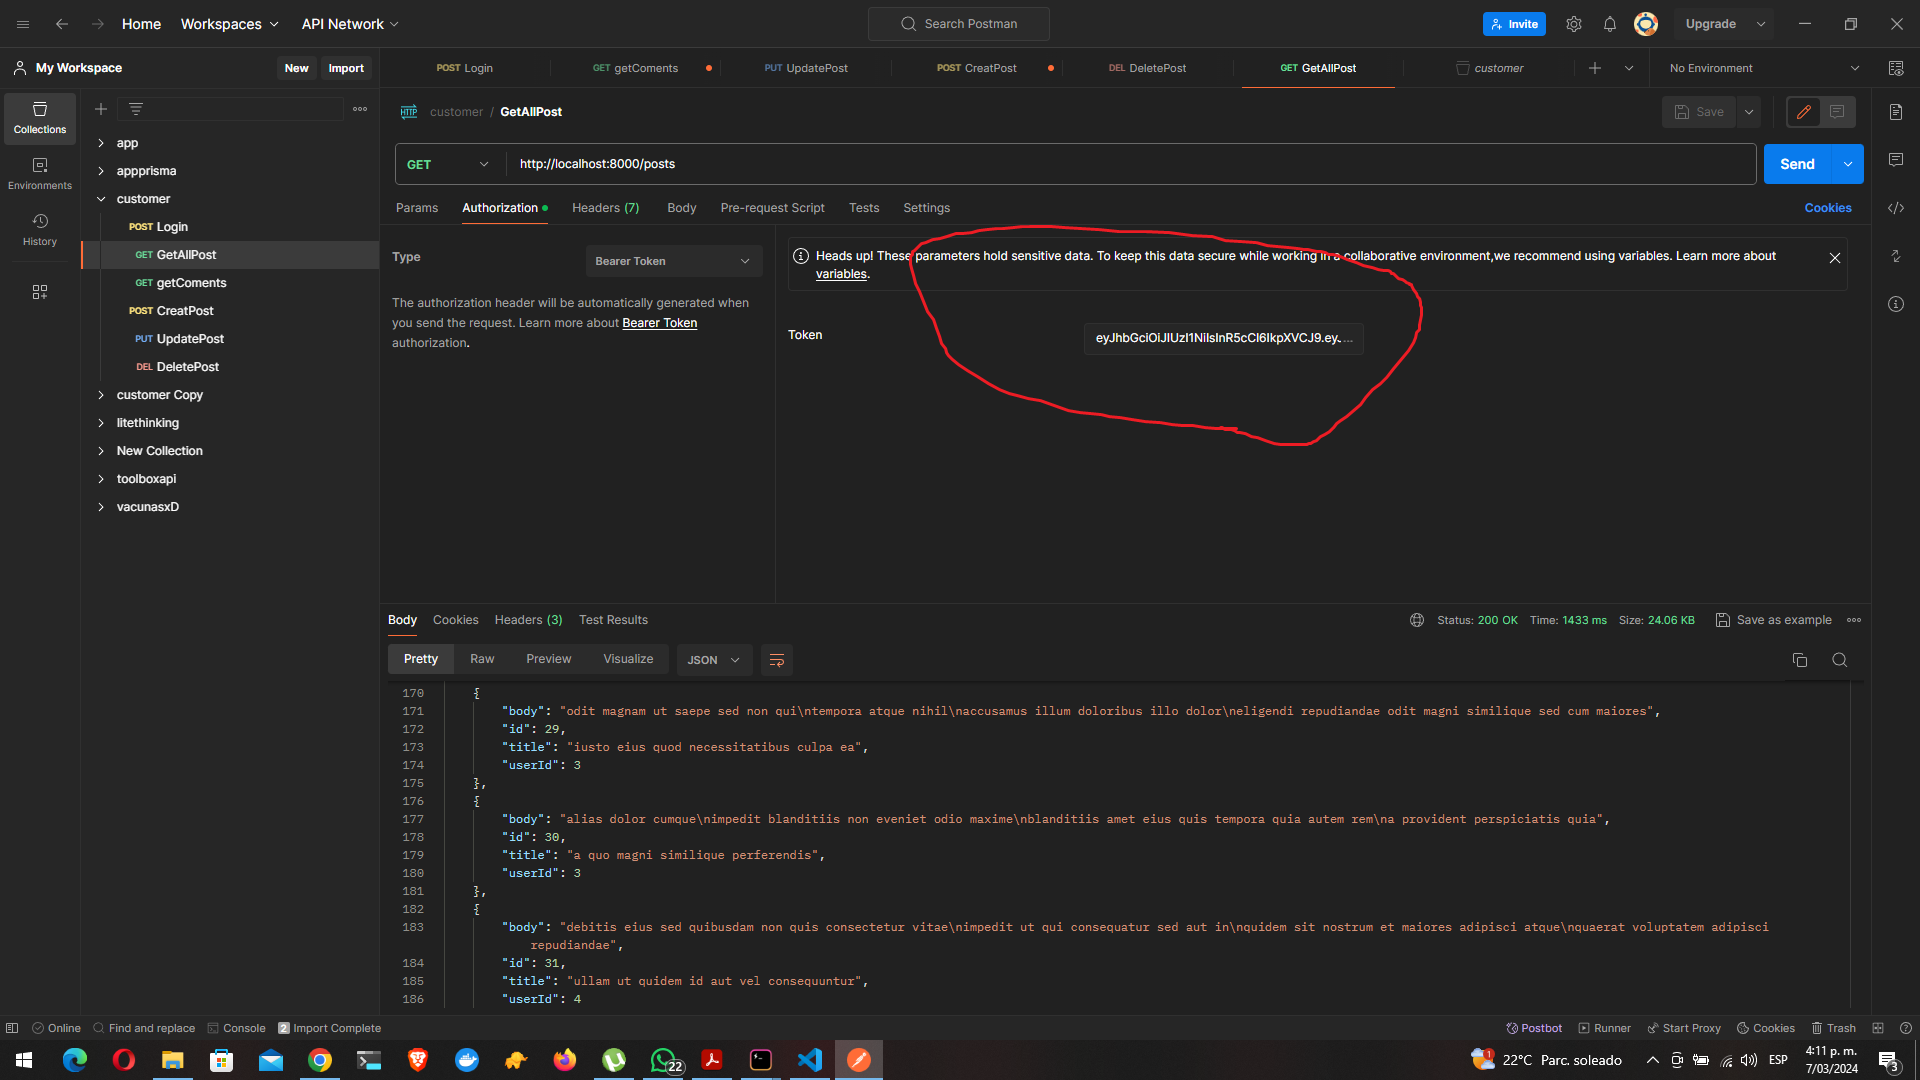 Home
Workspaces
API Network
Search Postman
Invite
Upgrade
My Workspace
New
Import
POST Login
GET getComents
PUT UpdatePost
POST CreatPost
DEL DeletePost
GET GetAllPost
customer
No Environment
Collections
Environments
History
app
appprisma
customer
POST Login
GET GetAllPost
GET getComents
POST CreatPost
PUT UpdatePost
DEL DeletePost
customer Copy
litethinking
New Collection
toolboxapi
vacunasxD
HTTP customer / GetAllPost
Save
GET
http://localhost:8000/posts
Send
Params
Authorization
Headers (7)
Body
Pre-request Script
Tests
Settings
Cookies
Type
Bearer Token
The authorization header will be automatically generated when
you send the request. Learn more about Bearer Token
authorization.
Heads up! These parameters hold sensitive data. To keep this data secure while working in a collaborative environment,we recommend using variables. Learn more about
variables.
Token
eyJhbGciOiJIUzI1NiIsInR5cCI6IkpXVCJ9.eyJ...
Body
Cookies
Headers (3)
Test Results
Status: 200 OK
Time: 1433 ms
Size: 24.06 KB
Save as example
Pretty
Raw
Preview
Visualize
JSON
170 {
171 "body": "odit magnam ut saepe sed non qui\ntempora atque nihil\naccusamus illum doloribus illo dolor\neligendi repudiandae odit magni similique sed cum maiores",
172 "id": 29,
173 "title": "iusto eius quod necessitatibus culpa ea",
174 "userId": 3
175 },
176 {
177 "body": "alias dolor cumque\nimpedit blanditiis non eveniet odio maxime\nblanditiis amet eius quis tempora quia autem rem\na provident perspiciatis quia",
178 "id": 30,
179 "title": "a quo magni similique perferendis",
180 "userId": 3
181 },
182 {
183 "body": "debitis eius sed quibusdam non quis consectetur vitae\nimpedit ut qui consequatur sed aut in\nquidem sit nostrum et maiores adipisci atque\nquaerat voluptatem adipisci
repudiandae",
184 "id": 31,
185 "title": "ullam ut quidem id aut vel consequuntur",
186 "userId": 4
Online
Find and replace
Console
2 Import Complete
Postbot
Runner
Start Proxy
Cookies
Trash
22
1
22°C Parc. soleado
ESP
4:11 p. m.
7/03/2024
3